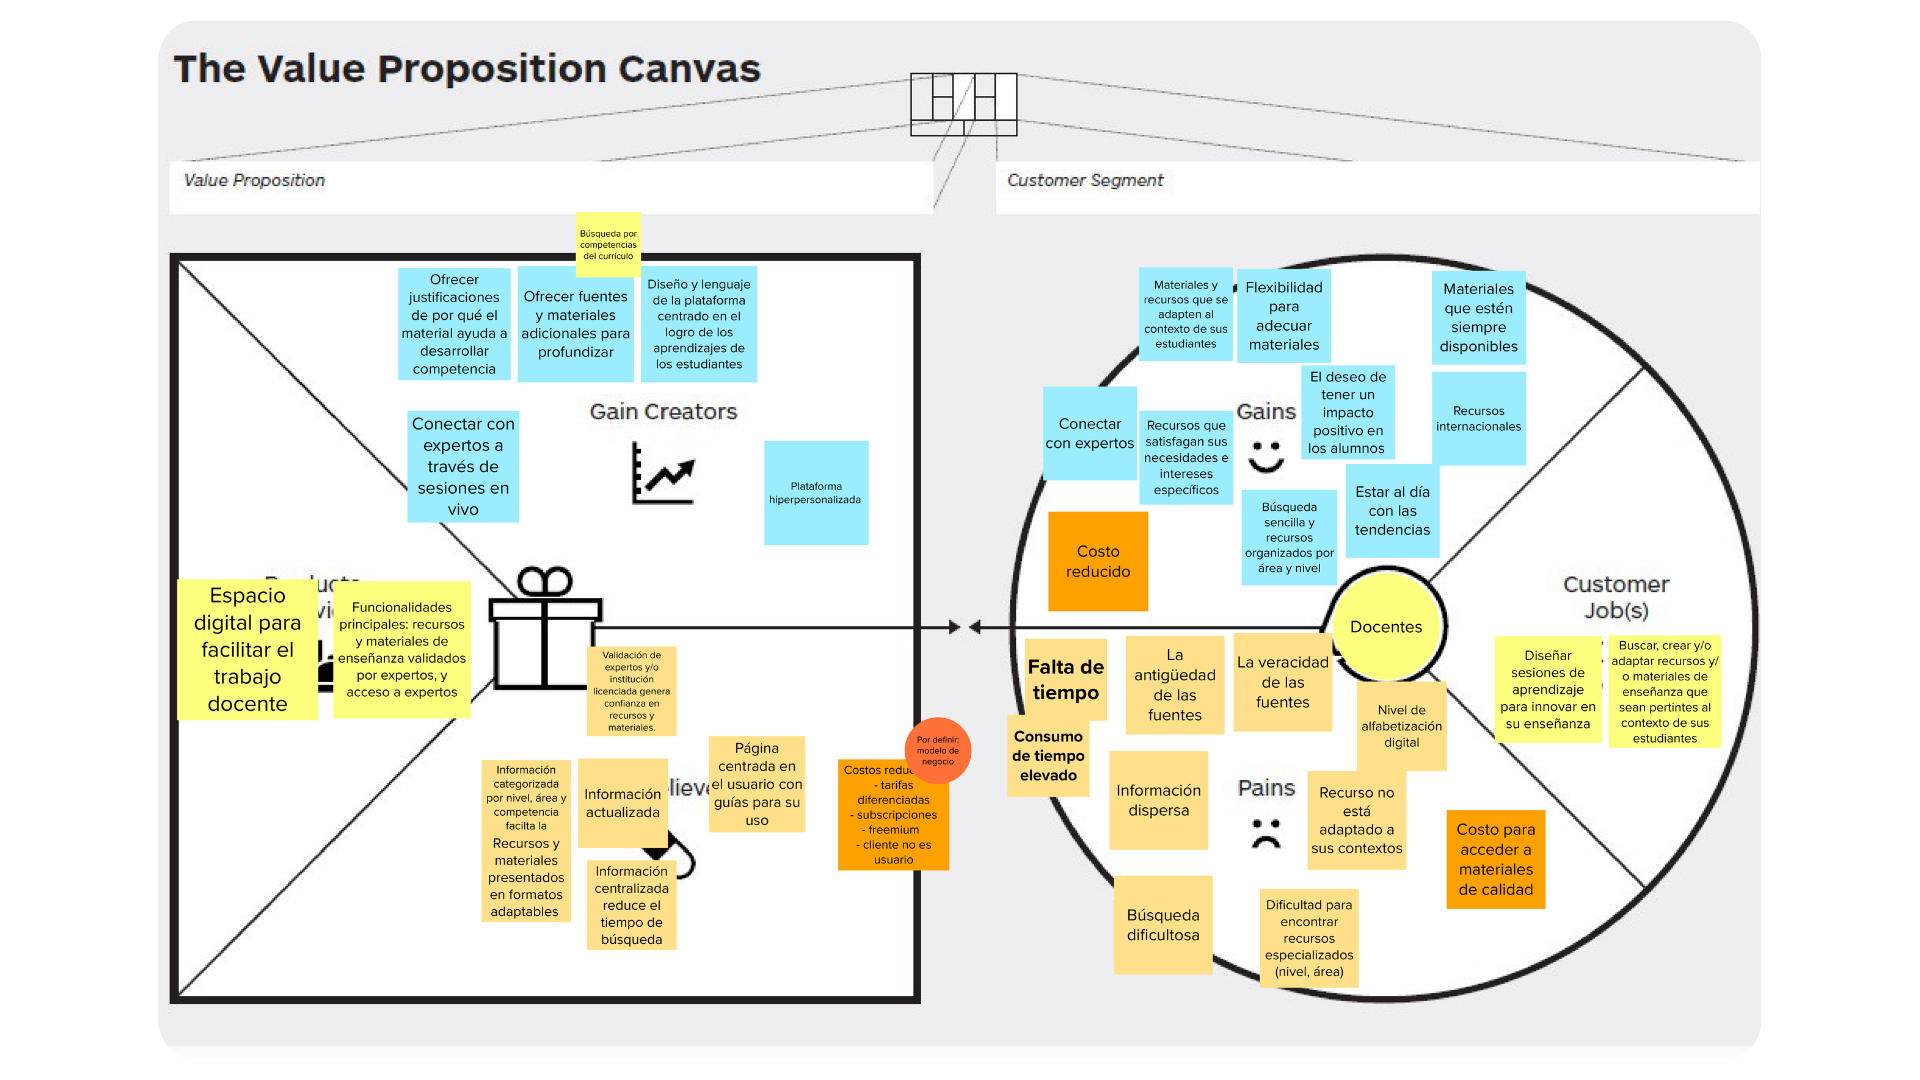 The Value Proposition Canvas
Value Proposition
Customer Segment
Búsqueda por
competencias
del currículo
Ofrecer
justificaciones
de por qué el
material ayuda a
desarrollar
competencia
Ofrecer fuentes
y materiales
adicionales para
profundizar
Diseño y lenguaje
de la plataforma
centrado en el
logro de los
aprendizajes de
los estudiantes
Gain Creators
Conectar con
expertos a
través de
sesiones en
vivo
Plataforma
hiperpersonalizada
Espacio
digital para
facilitar el
trabajo
docente
Funcionalidades
principales: recursos
y materiales de
enseñanza validados
por expertos, y
acceso a expertos
Validación de
expertos y/o
institución
licenciada genera
confianza en
recursos y
materiales.
Información
categorizada
por nivel, área y
competencia
facilta la
Recursos y
materiales
presentados
en formatos
adaptables
Información
actualizada
Información
centralizada
reduce el
tiempo de
búsqueda
Página
centrada en
el usuario con
guías para su
uso
Por definir:
modelo de
negocio
Costos
- tarifas
diferenciadas
- subscripciones
- freemium
- cliente no es
usuario
Materiales y
recursos que se
adapten al
contexto de sus
estudiantes
Flexibilidad
para
adecuar
materiales
Materiales
que estén
siempre
disponibles
Conectar
con expertos
Recursos que
satisfagan sus
necesidades e
intereses
específicos
Gains
El deseo de
tener un
impacto
positivo en
los alumnos
Recursos
internacionales
Búsqueda
sencilla y
recursos
organizados por
área y nivel
Estar al día
con las
tendencias
Costo
reducido
Docentes
Customer
Job(s)
Diseñar
sesiones de
aprendizaje
para innovar en
su enseñanza
Buscar, crear y/o
adaptar recursos y/
o materiales de
enseñanza que
sean pertintes al
contexto de sus
estudiantes
Falta de
tiempo
Consumo
de tiempo
elevado
La
antigüedad
de las
fuentes
La veracidad
de las
fuentes
Nivel de
alfabetización
digital
Información
dispersa
Pains
Recurso no
está
adaptado a
sus contextos
Costo para
acceder a
materiales
de calidad
Búsqueda
dificultosa
Dificultad para
encontrar
recursos
especializados
(nivel, área)